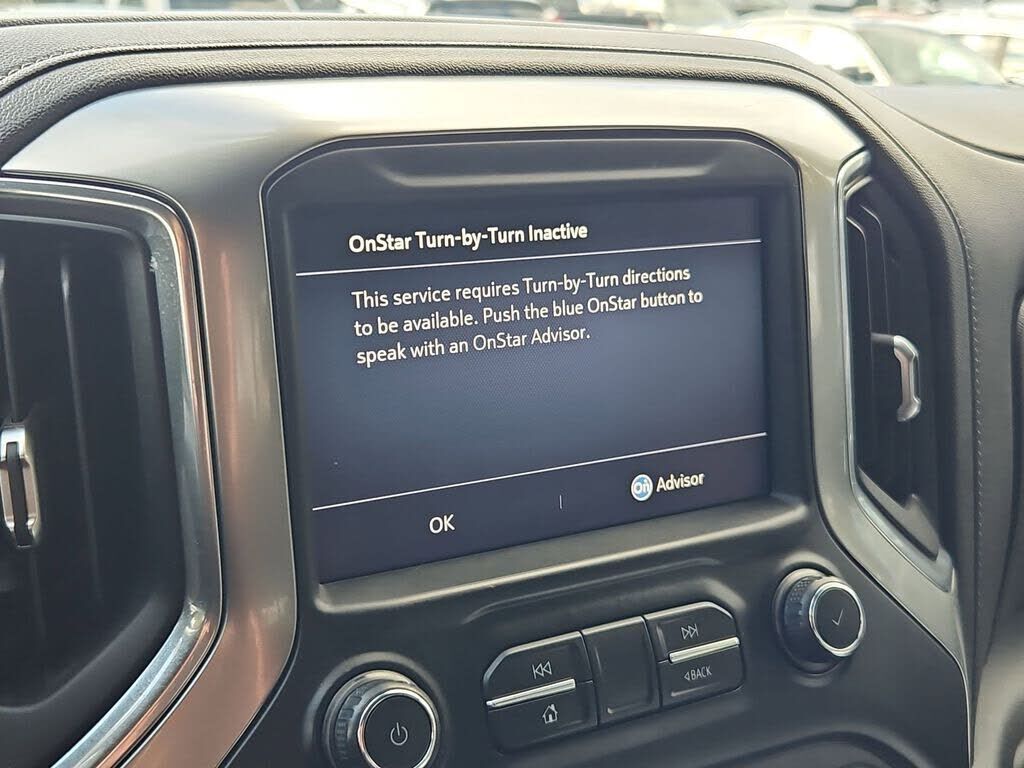 OnStar Turn-by-Turn Inactive
This service requires Turn-by-Turn directions
to be available. Push the blue OnStar button to
speak with an OnStar Advisor.
OK
On Advisor
BACK